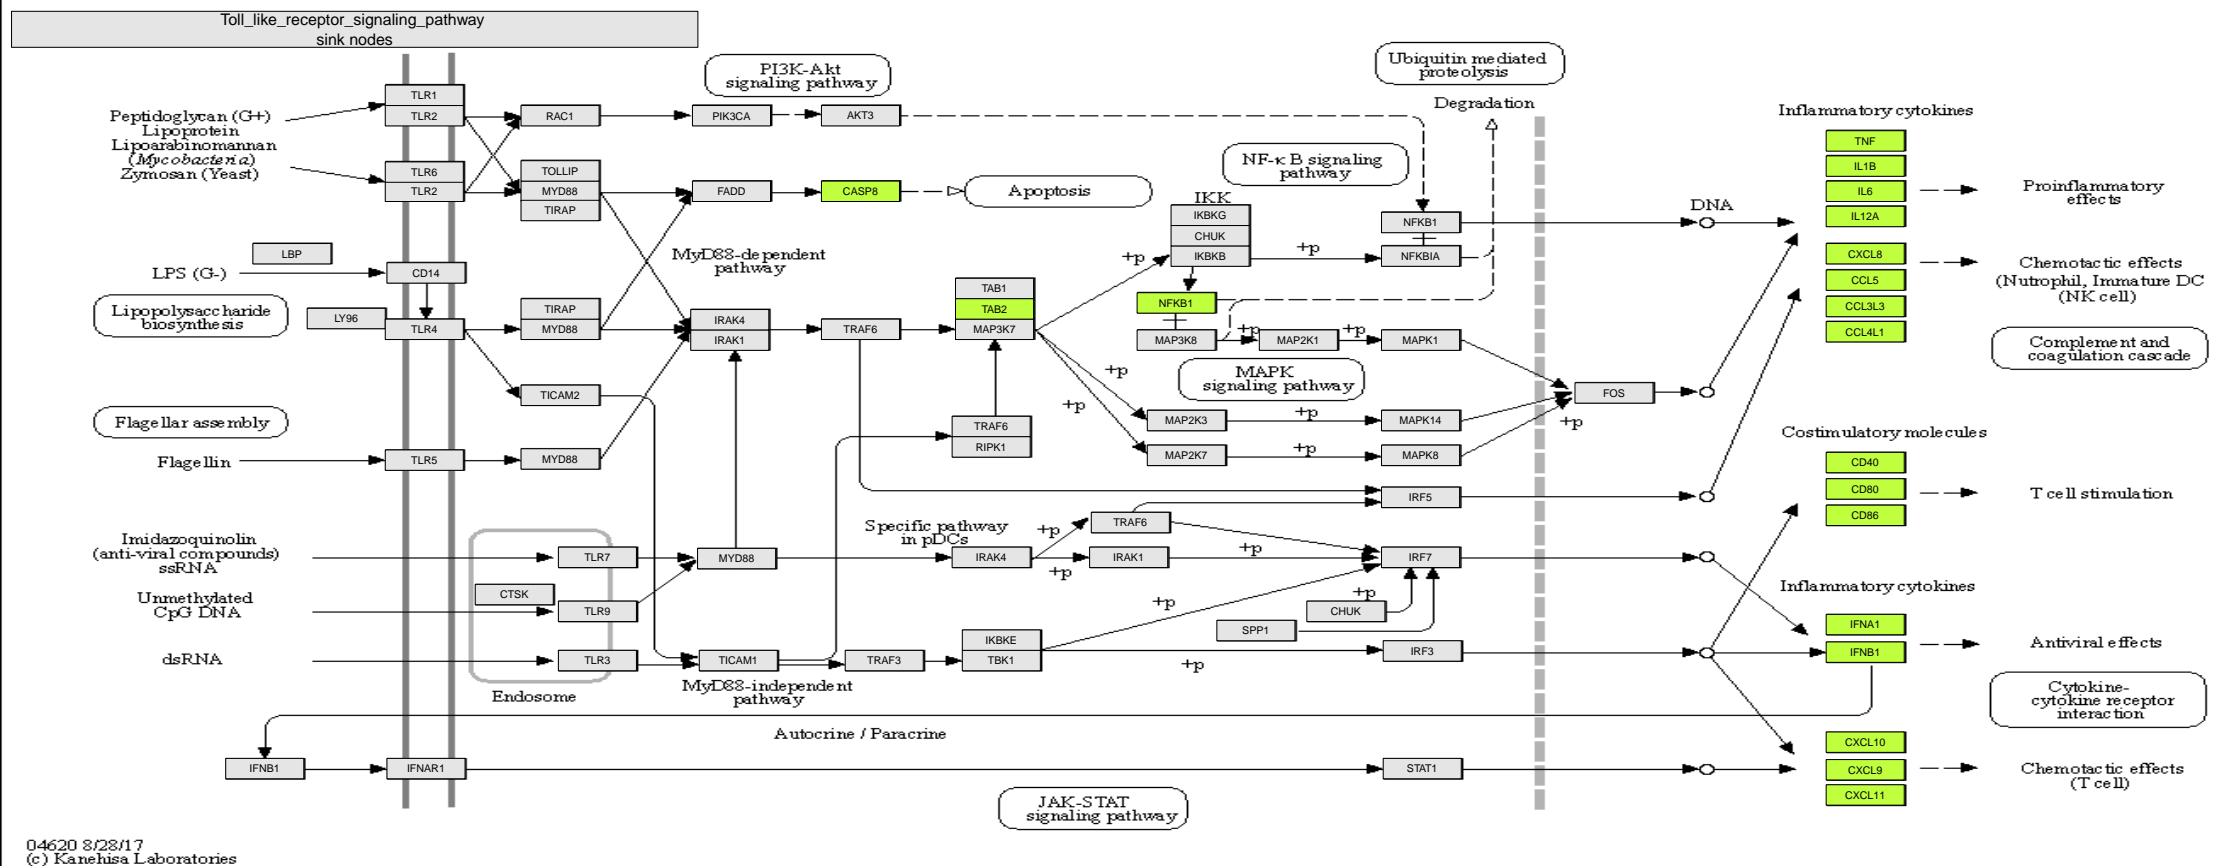 Toll_like_receptor_signaling_pathway
sink nodes
PI3K-Akt
signaling pathway
Ubiquitin mediated
proteolysis
Degradation
Inflammatory cytokines
Peptidoglycan (G+)
Lipoprotein
Lipoarabinomannan
(Mycobacteria)
Zymosan (Yeast)
TLR1
TLR2
RAC1
PIK3CA
AKT3
TLR6
TLR2
TOLLIP
MYD88
TIRAP
FADD
CASP8
Apoptosis
NF-κ B signaling
pathway
IKK
IKBKG
CHUK
IKBKB
+p
+p
NFKB1
NFKBIA
DNA
TNF
IL1B
IL6
IL12A
Proinflammatory
effects
LBP
LPS (G-)
CD14
MyD88-dependent
pathway
CXCL8
CCL5
CCL3L3
CCL4L1
Chemotactic effects
(Nutrophil, Immature DC
(NK cell)
Lipopolysaccharide
biosynthesis
LY96
TLR4
TIRAP
MYD88
IRAK4
IRAK1
TRAF6
TAB1
TAB2
MAP3K7
NFKB1
MAP3K8
+p
MAP2K1
+p
MAPK1
Complement and
coagulation cascade
MAPK
signaling pathway
TICAM2
+p
+p
FOS
+p
Flagellar assembly
TRAF6
RIPK1
MAP2K3
+p
MAPK14
Flagellin
TLR5
MYD88
MAP2K7
+p
MAPK8
Costimulatory molecules
CD40
CD80
CD86
T cell stimulation
IRF5
Specific pathway
in pDCs
TRAF6
+p
Imidazoquinolin
(anti-viral compounds)
ssRNA
TLR7
MYD88
IRAK4
+p
IRAK1
+p
IRF7
Unmethylated
CpG DNA
CTSK
TLR9
+p
+p
CHUK
SPP1
Inflammatory cytokines
IFNA1
IFNB1
Antiviral effects
dsRNA
TLR3
TICAM1
TRAF3
IKBKE
TBK1
+p
IRF3
Endosome
MyD88-independent
pathway
Cytokine-
cytokine receptor
interaction
Autocrine / Paracrine
IFNB1
IFNAR1
STAT1
CXCL10
CXCL9
CXCL11
Chemotactic effects
(T cell)
JAK-STAT
signaling pathway
04620 8/28/17
(c) Kanehisa Laboratories